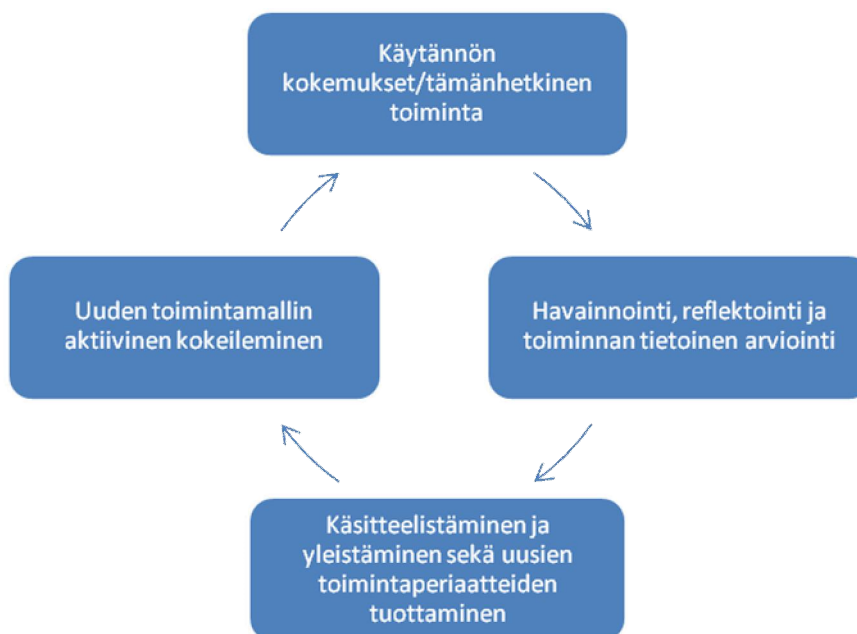 Käytännön
kokemukset/tämänhetkinen
toiminta
Havainnointi, reflektointi ja
toiminnan tietoinen arviointi
Käsitteelistäminen ja
yleistäminen sekä uusien
toimintaperiaatteiden
tuottaminen
Uuden toimintamallin
aktiivinen kokeileminen